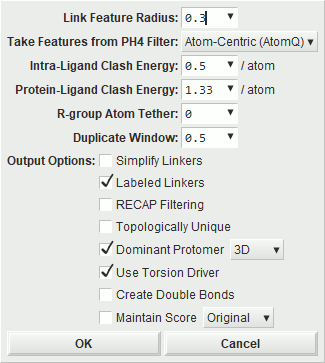 Link Feature Radius: 0.3
Take Features from PH4 Filter: Atom-Centric (AtomQ)
Intra-Ligand Clash Energy: 0.5 / atom
Protein-Ligand Clash Energy: 1.33 / atom
R-group Atom Tether: 0
Duplicate Window: 0.5
Output Options: Simplify Linkers
Labeled Linkers
RECAP Filtering
Topologically Unique
Dominant Protomer 3D
Use Torsion Driver
Create Double Bonds
Maintain Score Original
OK Cancel